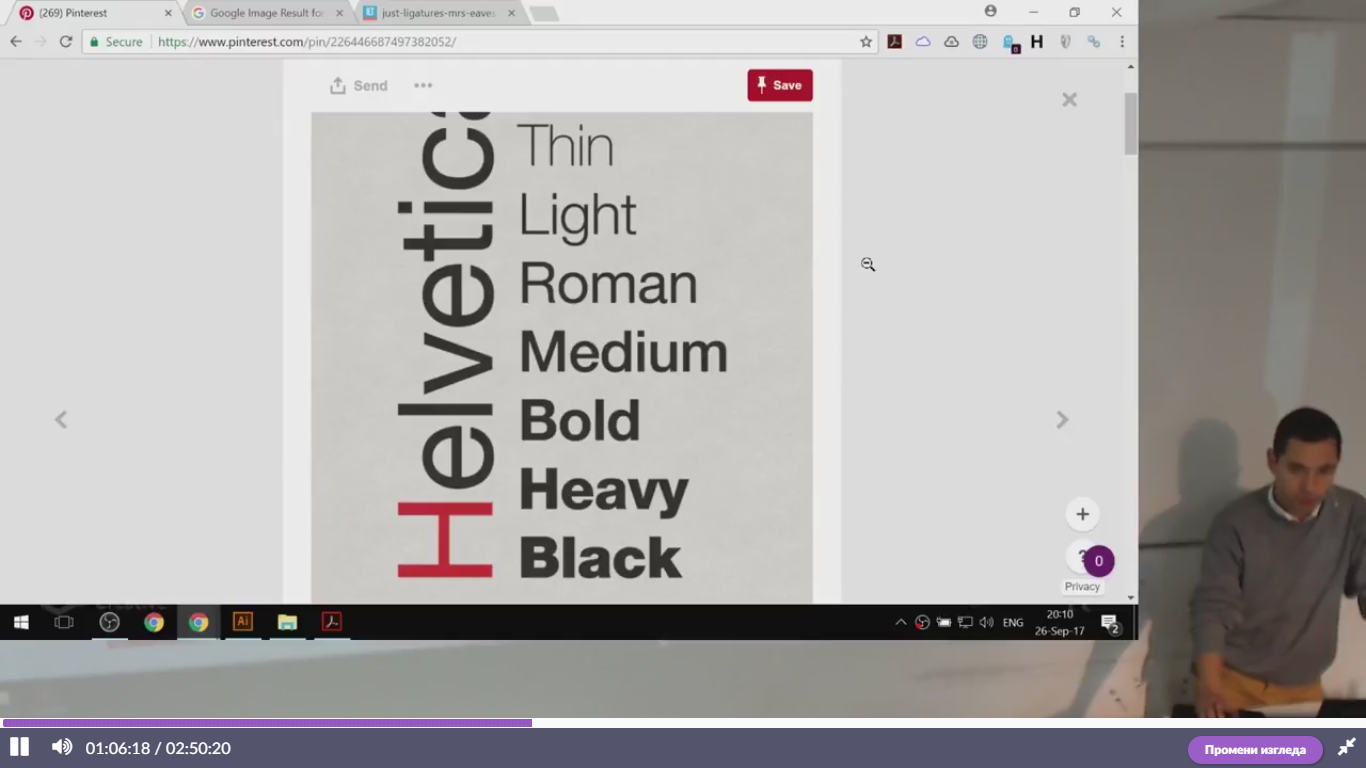 (269) Pinterest
Google Image Result for
just-ligatures-mrs-eaves
Secure
https://www.pinterest.com/pin/226446687497382052/
H
Send
Save
Helvetica
Thin
Light
Roman
Medium
Bold
Heavy
Black
+
?
0
Privacy
Ai
ENG
20:10
26-Sep-17
2
01:06:18 / 02:50:20
Промени изгледа